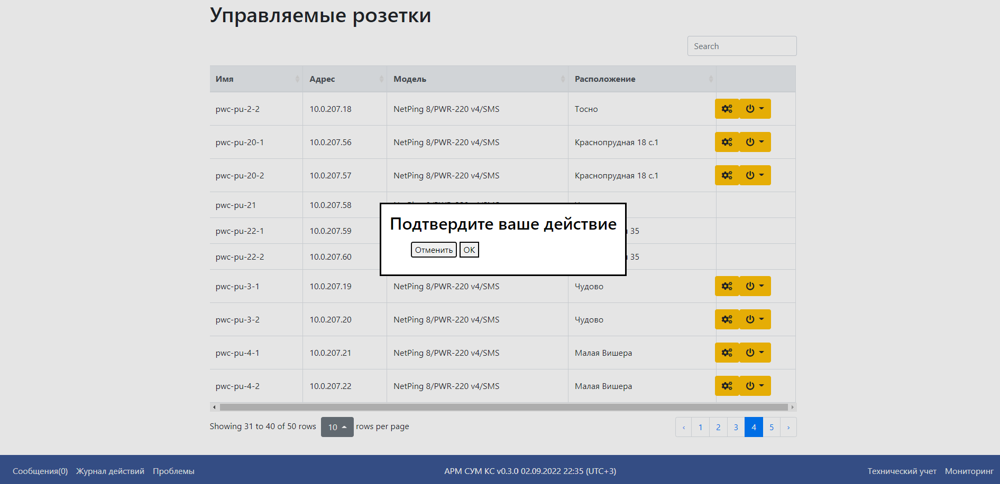 Управляемые розетки
Search
Имя Адрес Модель Расположение
pwc-pu-2-2 10.0.207.18 NetPing 8/PWR-220 v4/SMS Тосно
pwc-pu-20-1 10.0.207.56 NetPing 8/PWR-220 v4/SMS Краснопрудная 18 с.1
pwc-pu-20-2 10.0.207.57 NetPing 8/PWR-220 v4/SMS Краснопрудная 18 с.1
pwc-pu-21 10.0.207.58
Подтвердите ваше действие
pwc-pu-22-1 10.0.207.59 35
Отменить OK
pwc-pu-22-2 10.0.207.60 35
pwc-pu-3-1 10.0.207.19 NetPing 8/PWR-220 v4/SMS Чудово
pwc-pu-3-2 10.0.207.20 NetPing 8/PWR-220 v4/SMS Чудово
pwc-pu-4-1 10.0.207.21 NetPing 8/PWR-220 v4/SMS Малая Вишера
pwc-pu-4-2 10.0.207.22 NetPing 8/PWR-220 v4/SMS Малая Вишера
Showing 31 to 40 of 50 rows 10 rows per page ‹ 1 2 3 4 5 ›
Сообщения(0) Журнал действий Проблемы АРМ СУМ КС v0.3.0 02.09.2022 22:35 (UTC+3) Технический учет Мониторинг